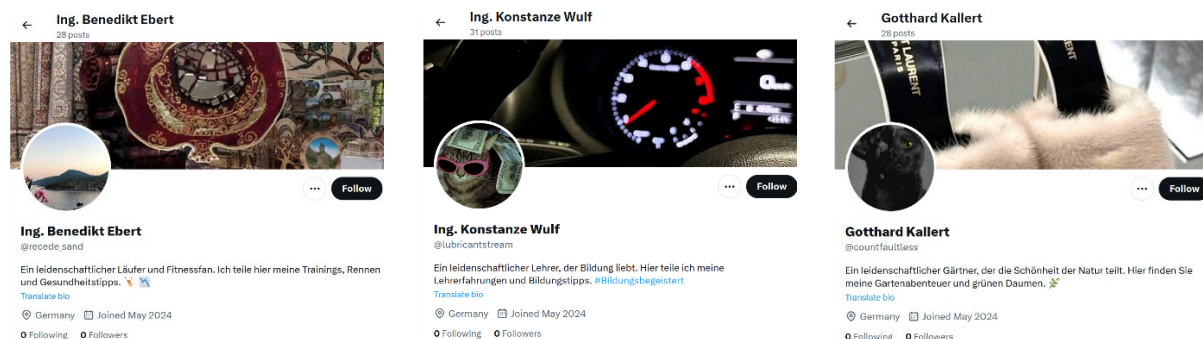 Ing. Benedikt Ebert
28 posts
Follow
Ing. Benedikt Ebert
@recede_sand
Ein leidenschaftlicher Läufer und Fitnessfan. Ich teile hier meine Trainings, Rennen
und Gesundheitstipps. 🤸 📉
Translate bio
Germany Joined May 2024
0 Following 0 Followers
Ing. Konstanze Wulf
31 posts
Follow
Ing. Konstanze Wulf
@lubricantstream
Ein leidenschaftlicher Lehrer, der Bildung liebt. Hier teile ich meine
Lehrerfahrungen und Bildungstipps. #Bildungsbegeistert
Translate bio
Germany Joined May 2024
0 Following 0 Followers
Gotthard Kallert
28 posts
LAURENT
PARIS
Follow
Gotthard Kallert
@countfaultless
Ein leidenschaftlicher Gärtner, der die Schönheit der Natur teilt. Hier finden Sie
meine Gartenabenteuer und grünen Daumen. 🌿
Translate bio
Germany Joined May 2024
0 Following 0 Followers